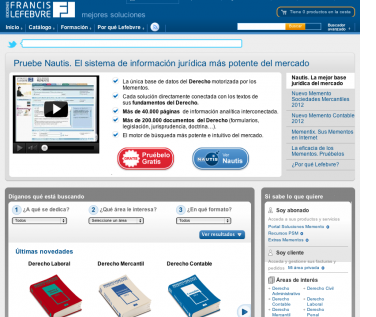 EDICIONES
FRANCIS
LEFEBVRE
mejores soluciones
Tiene 0 productos en la cesta
Inicio Catálogo Formación Por qué Lefebvre
Buscar
Buscador
avanzado
Pruebe Nautis. El sistema de información jurídica más potente del mercado
La única base de datos del Derecho motorizada por los
Mementos.
Cada solución directamente conectada con los textos de
sus fundamentos del Derecho.
Más de 40.000 páginas de información analítica interconectada.
Más de 200.000 documentos del Derecho (formularios,
legislación, jurisprudencia, doctrina...).
El motor de búsqueda más potente e intuitivo del mercado.
GRATIS Pruébelo
Gratis
NAUTIS Nautis
Nautis. La mejor base
jurídica del mercado
Nuevo Memento
Sociedades Mercantiles.
2012
Nuevo Memento Contable
2012
Mementix. Sus Mementos
en Internet
La eficacia de los
Mementos. Pruébelos
¿Por qué Lefebvre?
Díganos qué está buscando
1 ¿A qué se dedica?
Todos
2 ¿Qué área le interesa?
Seleccione un área
3 ¿En qué formato?
Todos
Ver resultados
Últimas novedades
Derecho Laboral
Derecho Mercantil
Derecho Contable
Si sabe lo que quiere
Soy abonado
Acceda a sus productos y servicios
Portal Soluciones Memento
Recursos PSM
Extras Mementos
Soy cliente
Acceda y gestione sus facturas y
pedidos Mi área privada
Áreas de interés
Derecho
Administrativo
Derecho
Contable
Derecho
Mercantil
Derecho Civil
Derecho
Laboral
Derecho
Penal